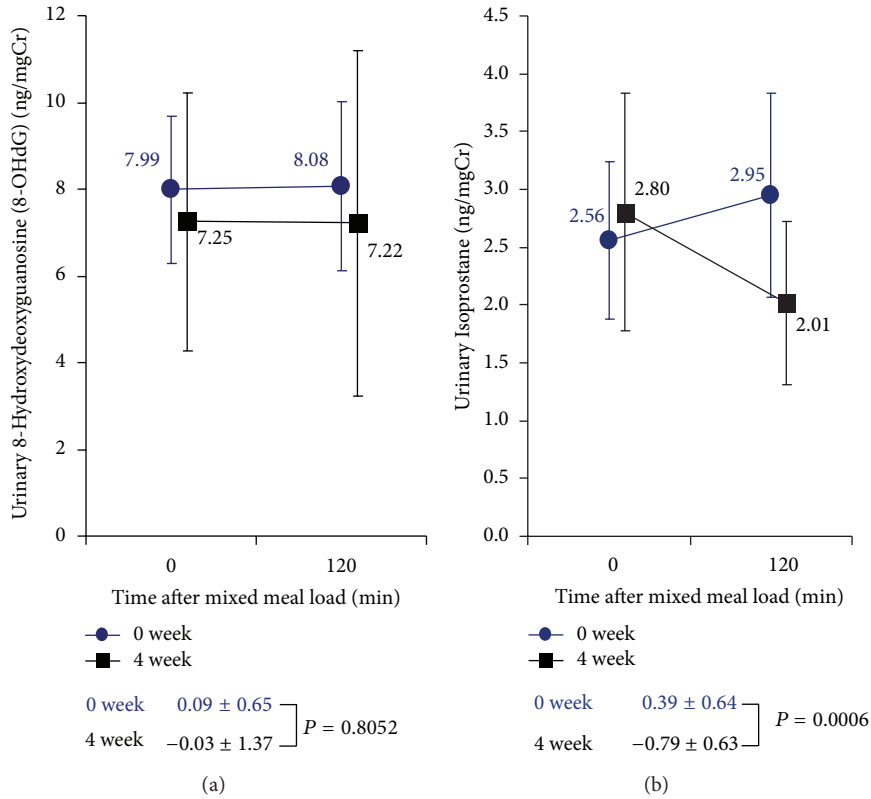 Urinary 8-Hydroxydeoxyguanosine (8-OHdG) (ng/mgCr)
12
10
8
6
4
2
0
7.99
8.08
7.25
7.22
0
120
Time after mixed meal load (min)
0 week
4 week
0 week 0.09 ± 0.65
4 week −0.03 ± 1.37
P = 0.8052
(a)
Urinary Isoprostane (ng/mgCr)
4.5
4.0
3.5
3.0
2.5
2.0
1.5
1.0
0.5
0.0
2.56
2.80
2.95
2.01
0
120
Time after mixed meal load (min)
0 week
4 week
0 week 0.39 ± 0.64
4 week −0.79 ± 0.63
P = 0.0006
(b)